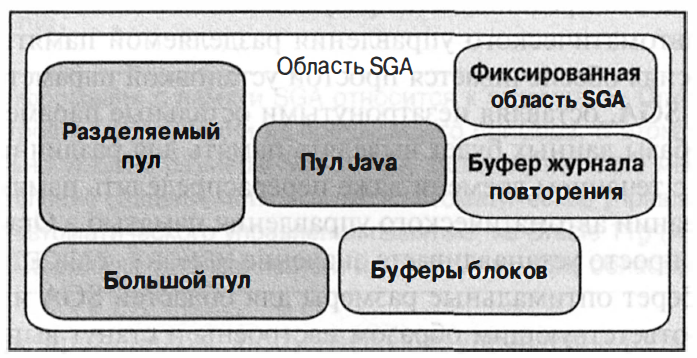 Область SGA
Фиксированная
область SGA
Разделяемый
пул
Пул Java
Буфер журнала
повторения
Большой пул
Буферы блоков